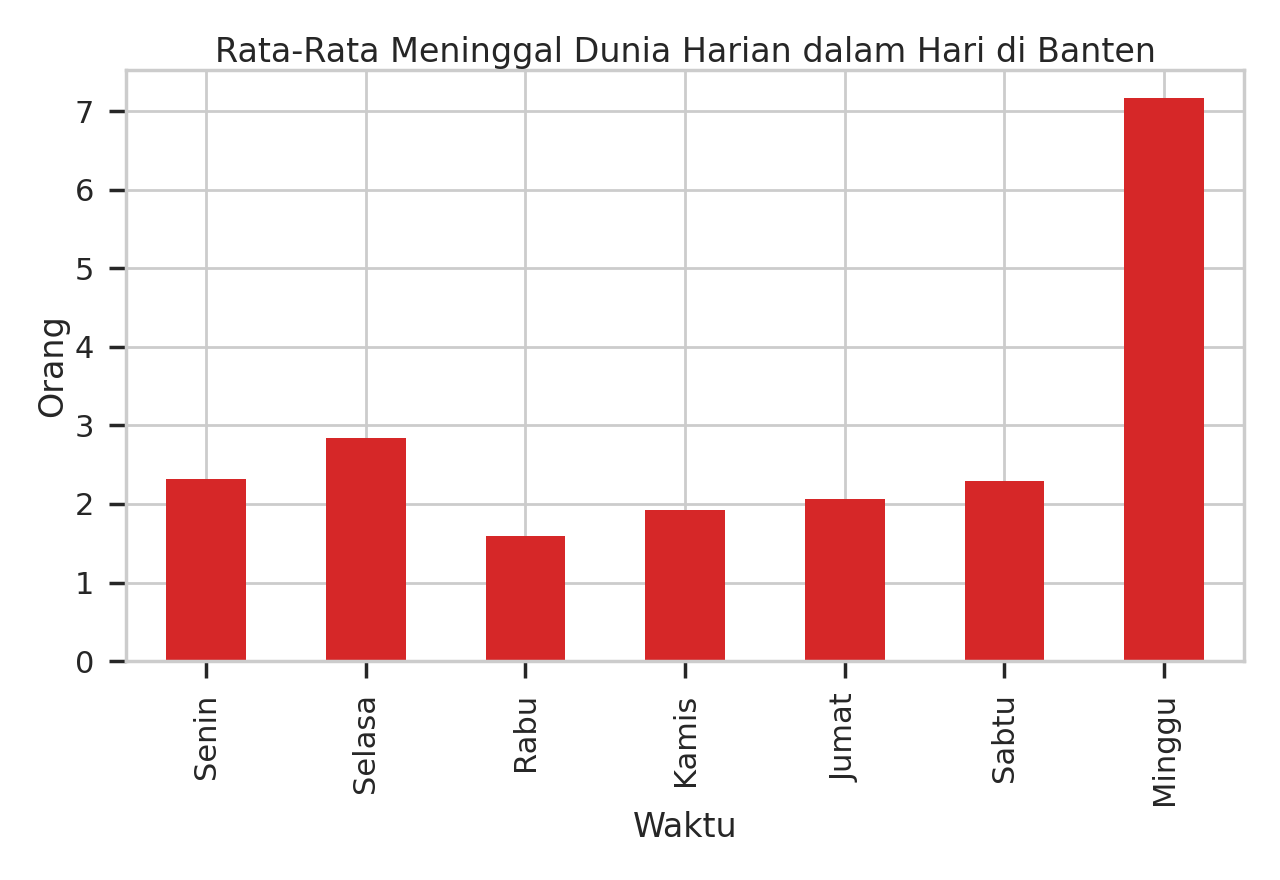 Rata-Rata Meninggal Dunia Harian dalam Hari di Banten
7
6
5
4
3
2
1
0
Orang
Senin
Selasa
Rabu
Kamis
Jumat
Sabtu
Minggu
Waktu